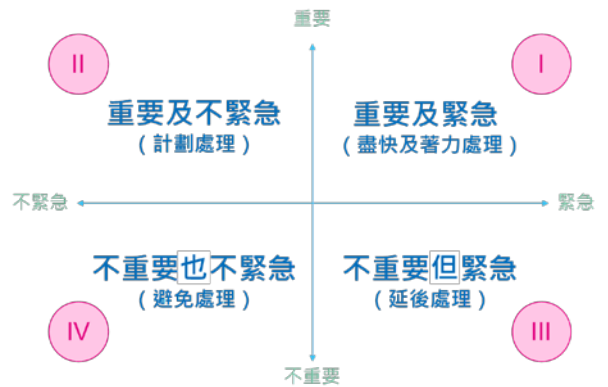 重要
II
I
重要及不緊急
(計劃處理)
重要及緊急
(盡快及著力處理)
不緊急
緊急
不重要也不緊急
(避免處理)
不重要但緊急
(延後處理)
IV
III
不重要